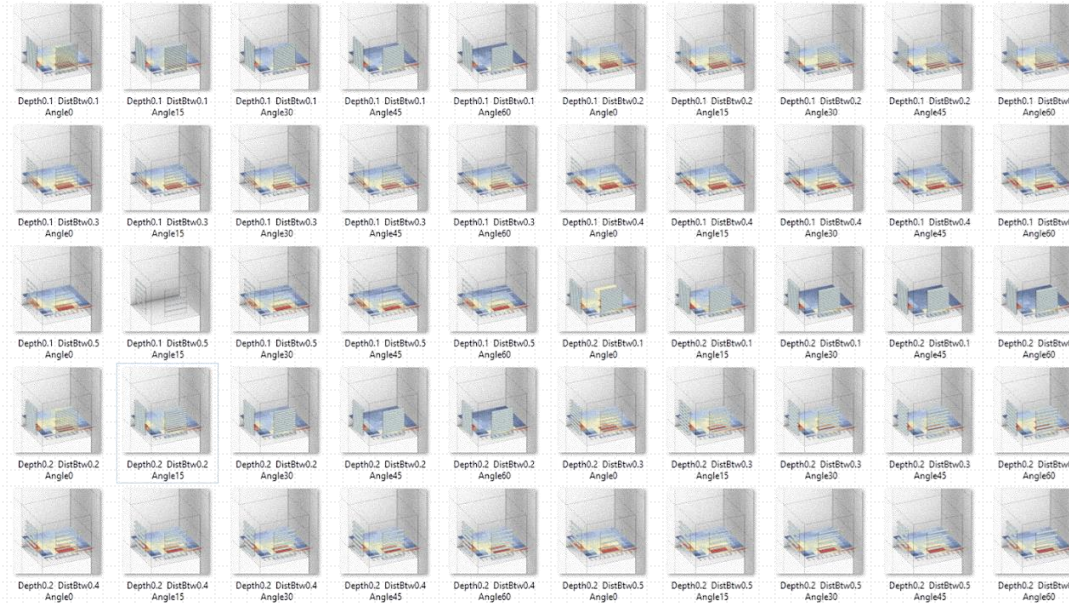 Depth0.1 DistBtw0.1
Angle0
Depth0.1 DistBtw0.1
Angle15
Depth0.1 DistBtw0.1
Angle30
Depth0.1 DistBtw0.1
Angle45
Depth0.1 DistBtw0.1
Angle60
Depth0.1 DistBtw0.2
Angle0
Depth0.1 DistBtw0.2
Angle15
Depth0.1 DistBtw0.2
Angle30
Depth0.1 DistBtw0.2
Angle45
Depth0.1 DistBtw
Angle60
Depth0.1 DistBtw0.3
Angle0
Depth0.1 DistBtw0.3
Angle15
Depth0.1 DistBtw0.3
Angle30
Depth0.1 DistBtw0.3
Angle45
Depth0.1 DistBtw0.3
Angle60
Depth0.1 DistBtw0.4
Angle0
Depth0.1 DistBtw0.4
Angle15
Depth0.1 DistBtw0.4
Angle30
Depth0.1 DistBtw0.4
Angle45
Depth0.1 DistBtw
Angle60
Depth0.1 DistBtw0.5
Angle0
Depth0.1 DistBtw0.5
Angle15
Depth0.1 DistBtw0.5
Angle30
Depth0.1 DistBtw0.5
Angle45
Depth0.1 DistBtw0.5
Angle60
Depth0.2 DistBtw0.1
Angle0
Depth0.2 DistBtw0.1
Angle15
Depth0.2 DistBtw0.1
Angle30
Depth0.2 DistBtw0.1
Angle45
Depth0.2 DistBtw
Angle60
Depth0.2 DistBtw0.2
Angle0
Depth0.2 DistBtw0.2
Angle15
Depth0.2 DistBtw0.2
Angle30
Depth0.2 DistBtw0.2
Angle45
Depth0.2 DistBtw0.2
Angle60
Depth0.2 DistBtw0.3
Angle0
Depth0.2 DistBtw0.3
Angle15
Depth0.2 DistBtw0.3
Angle30
Depth0.2 DistBtw0.3
Angle45
Depth0.2 DistBtw
Angle60
Depth0.2 DistBtw0.4
Angle0
Depth0.2 DistBtw0.4
Angle15
Depth0.2 DistBtw0.4
Angle30
Depth0.2 DistBtw0.4
Angle45
Depth0.2 DistBtw0.4
Angle60
Depth0.2 DistBtw0.5
Angle0
Depth0.2 DistBtw0.5
Angle15
Depth0.2 DistBtw0.5
Angle30
Depth0.2 DistBtw0.5
Angle45
Depth0.2 DistBtw
Angle60